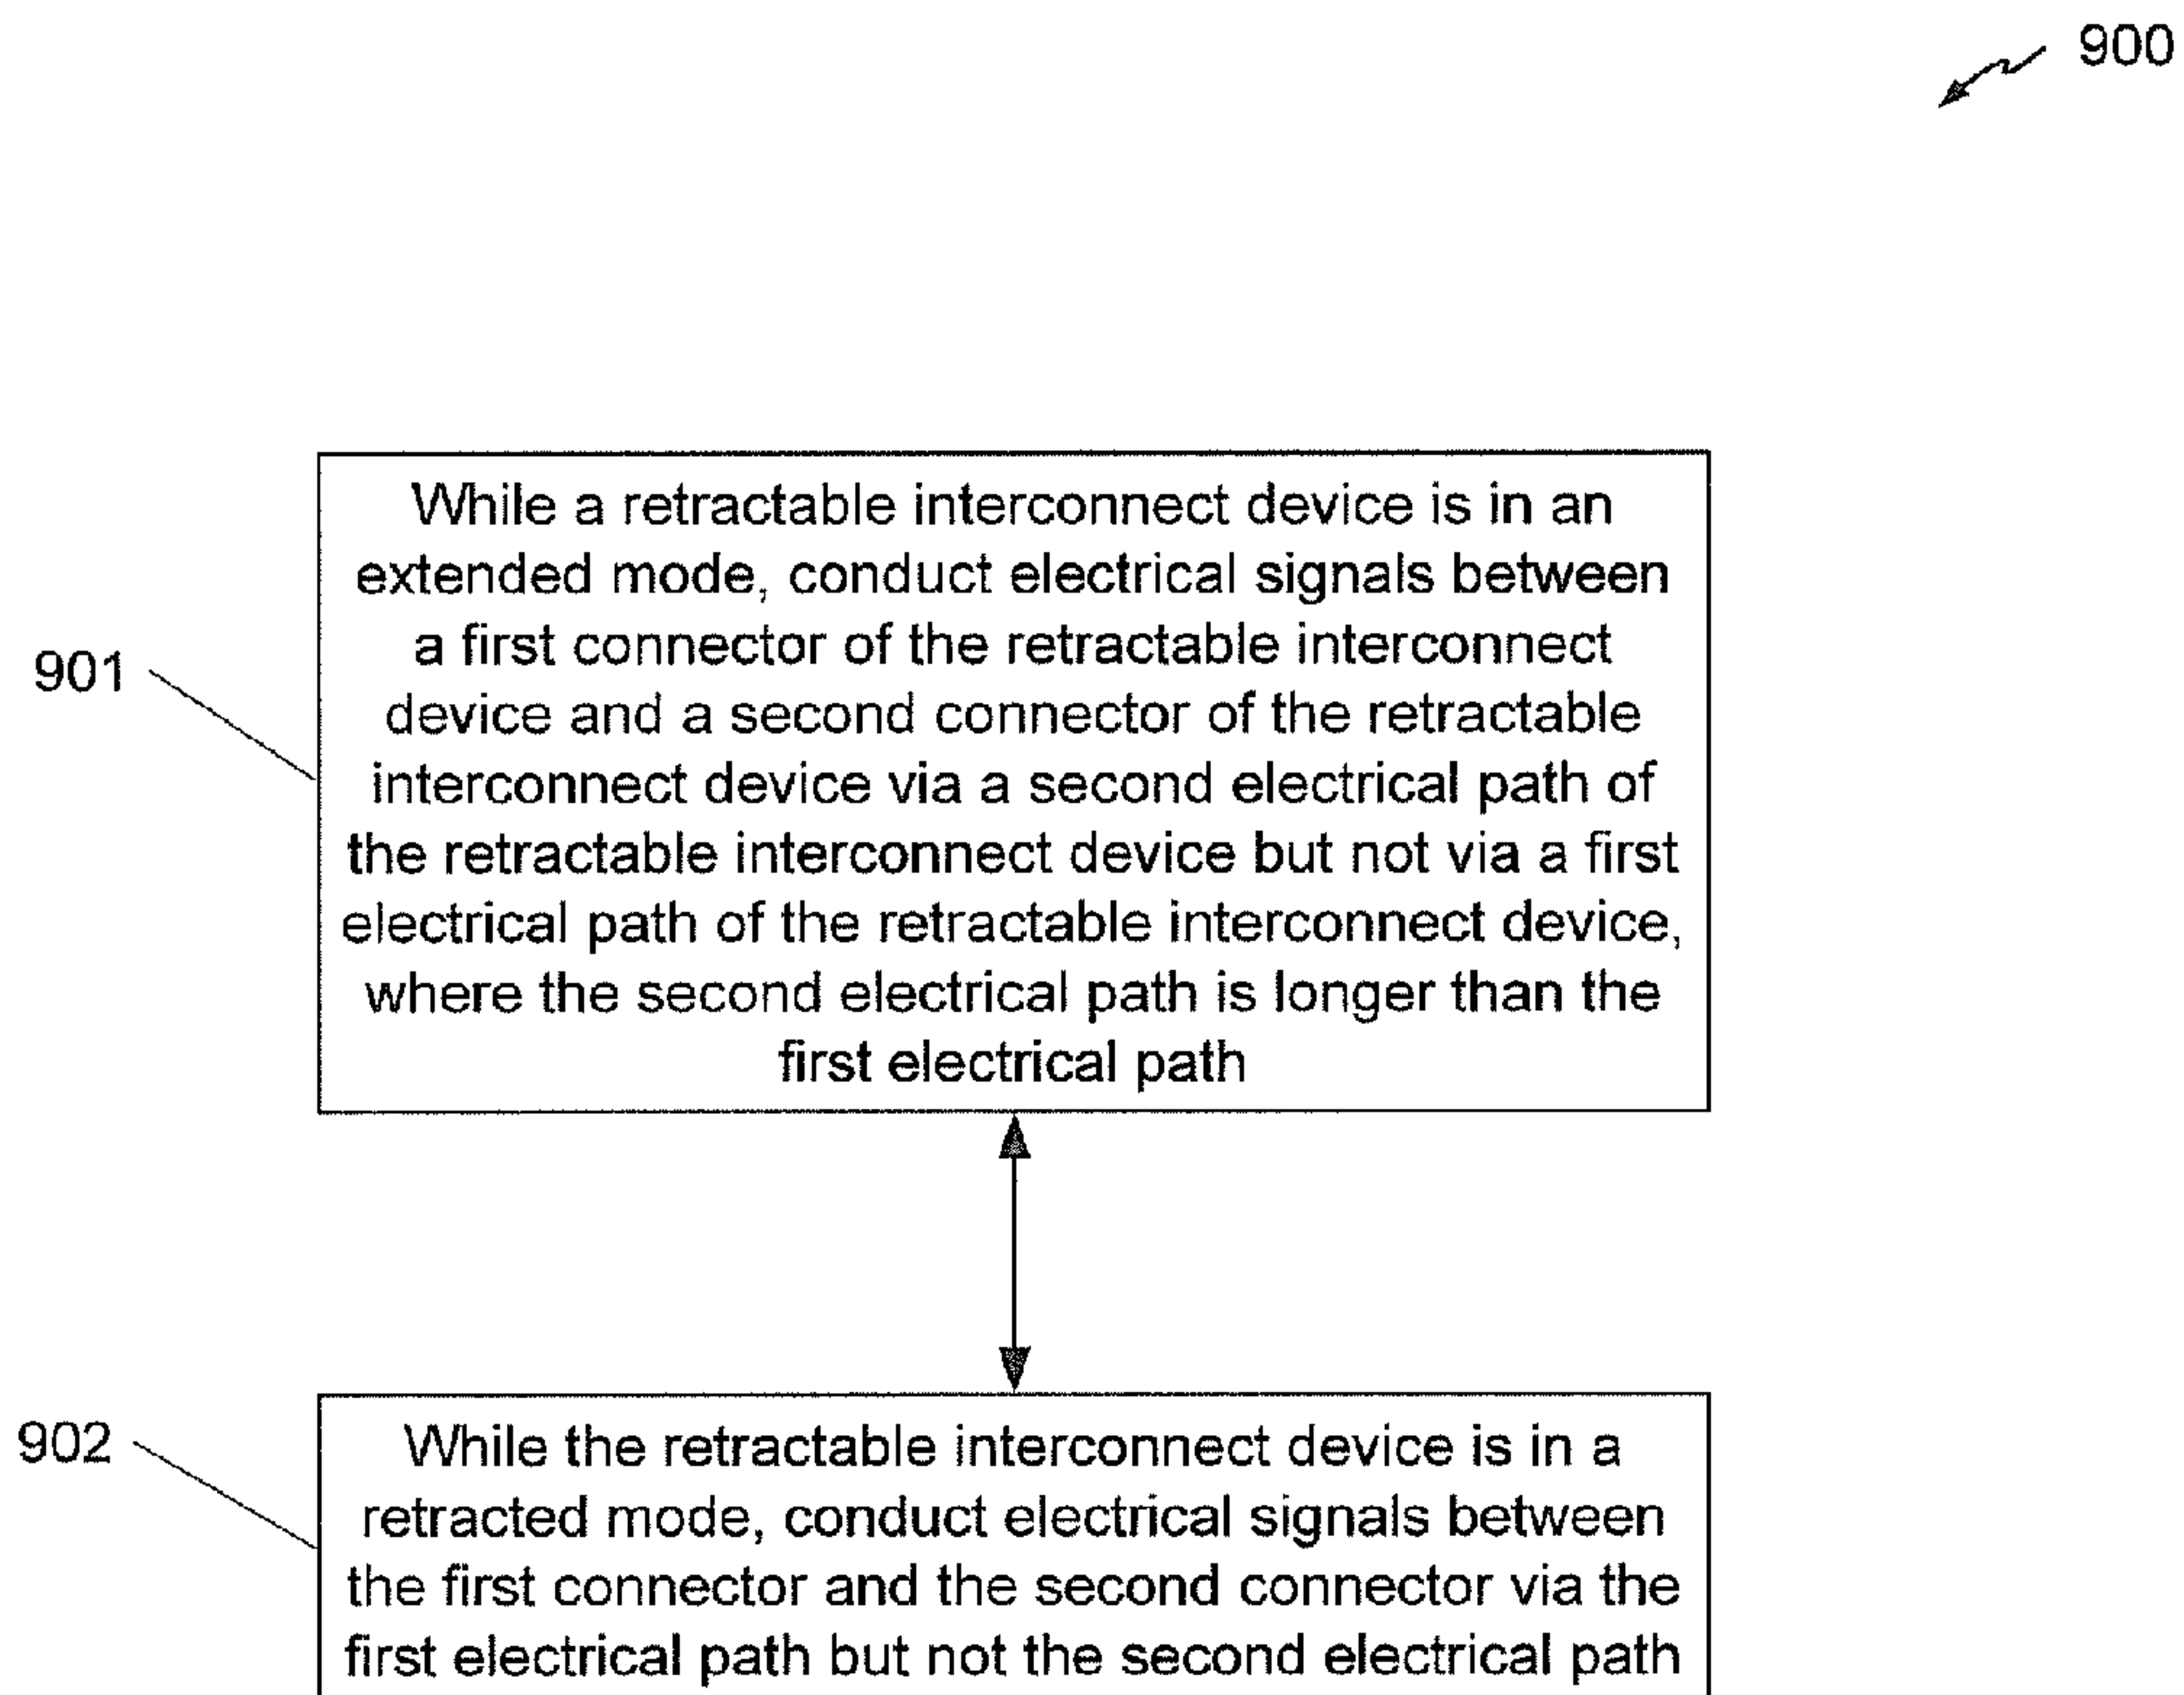 900
While a retractable interconnect device is in an
extended mode, conduct electrical signals between
a first connector of the retractable interconnect
device and a second connector of the retractable
interconnect device via a second electrical path of
the retractable interconnect device but not via a first
electrical path of the retractable interconnect device,
where the second electrical path is longer than the
first electrical path
901
902
While the retractable interconnect device is in a
retracted mode, conduct electrical signals between
the first connector and the second connector via the
first electrical path but not the second electrical path